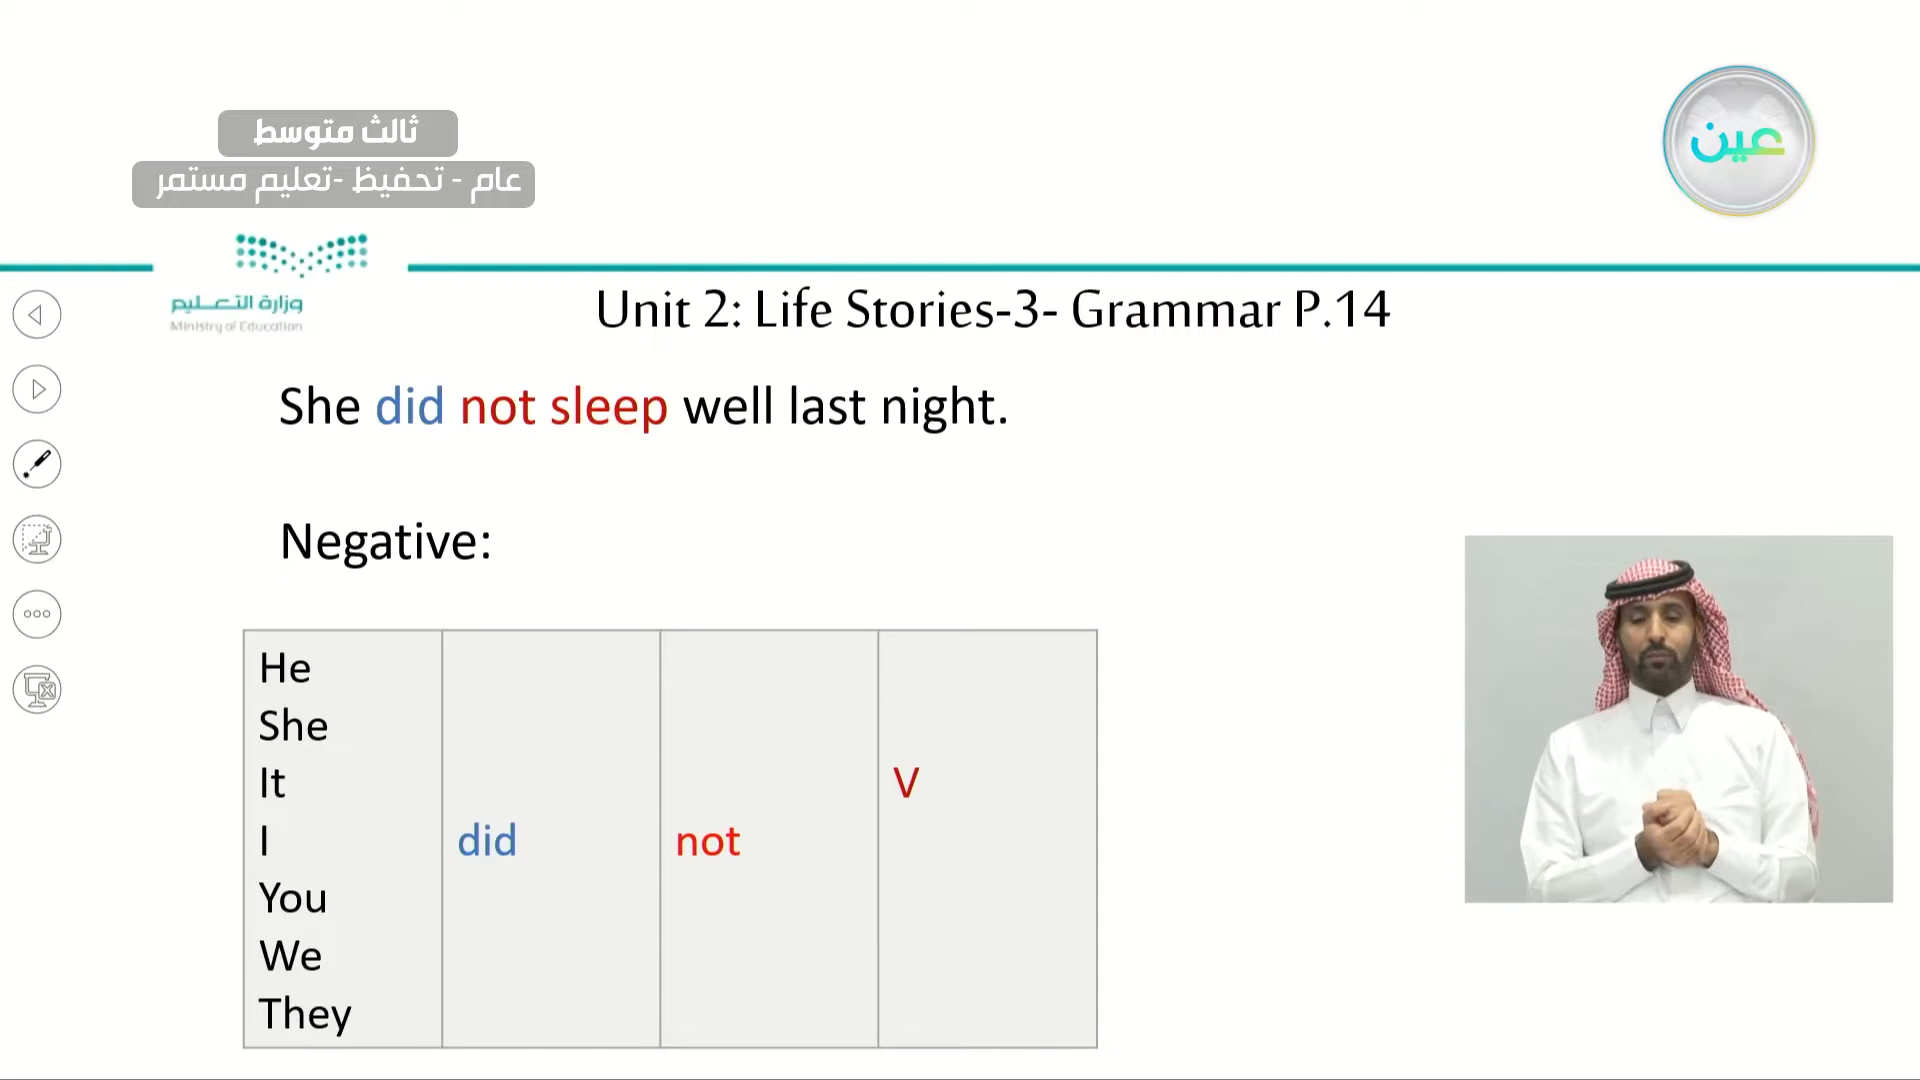 ثالث متوسط
عام - تحفيظ -تعليم مستمر
عين
وزارة التعليم
Ministry of Education
Unit 2: Life Stories-3- Grammar P.14
She did not sleep well last night.
Negative:
He
She
It
I
You
We
They
did
not
V